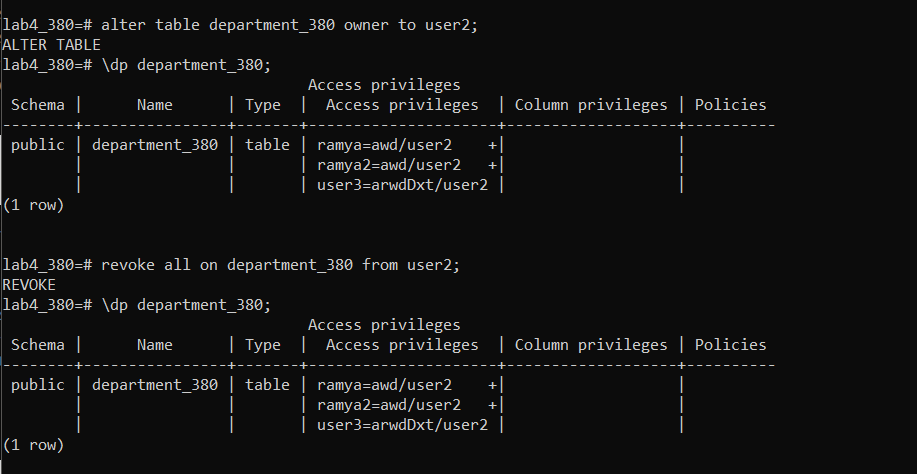 lab4_380=# alter table department_380 owner to user2;
ALTER TABLE
lab4_380=# \dp department_380;
                                Access privileges
 Schema |      Name      | Type  |  Access privileges  | Column privileges | Policies
--------+----------------+-------+---------------------+-------------------+----------
 public | department_380 | table | ramya=awd/user2    +|                   |
        |                |       | ramya2=awd/user2   +|                   |
        |                |       | user3=arwdDxt/user2 |                   |
(1 row)
lab4_380=# revoke all on department_380 from user2;
REVOKE
lab4_380=# \dp department_380;
                                Access privileges
 Schema |      Name      | Type  |  Access privileges  | Column privileges | Policies
--------+----------------+-------+---------------------+-------------------+----------
 public | department_380 | table | ramya=awd/user2    +|                   |
        |                |       | ramya2=awd/user2   +|                   |
        |                |       | user3=arwdDxt/user2 |                   |
(1 row)